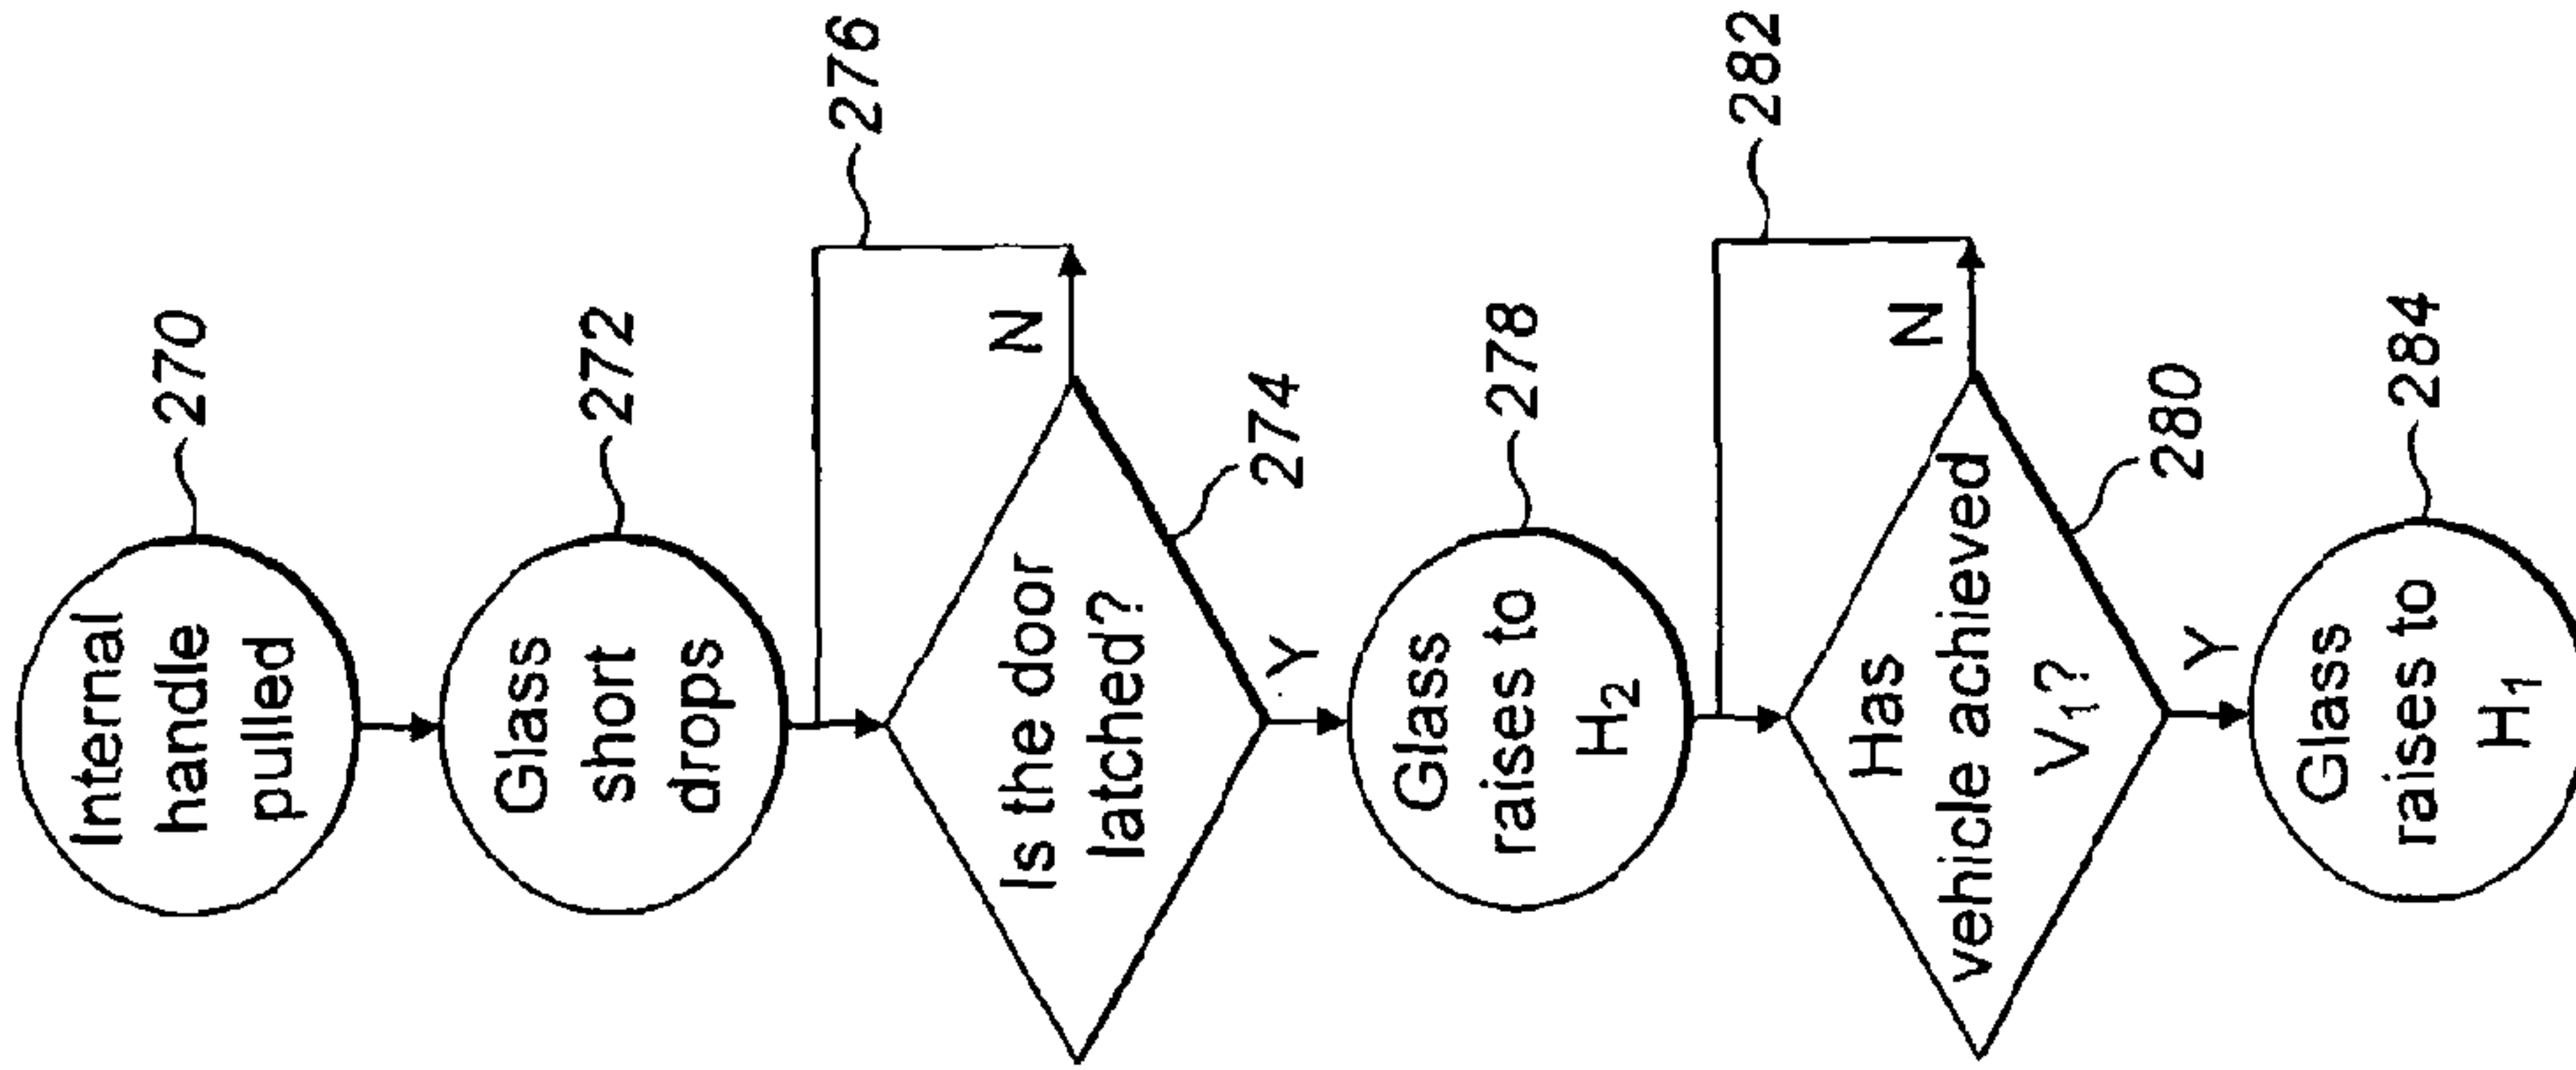 Internal
handle
pulled
270
Glass
short
drops
272
276
Is the door
latched?
N
274
Y
Glass
raises to
H₂
278
282
Has
vehicle achieved
V₁?
N
280
Y
Glass
raises to
H₁
284